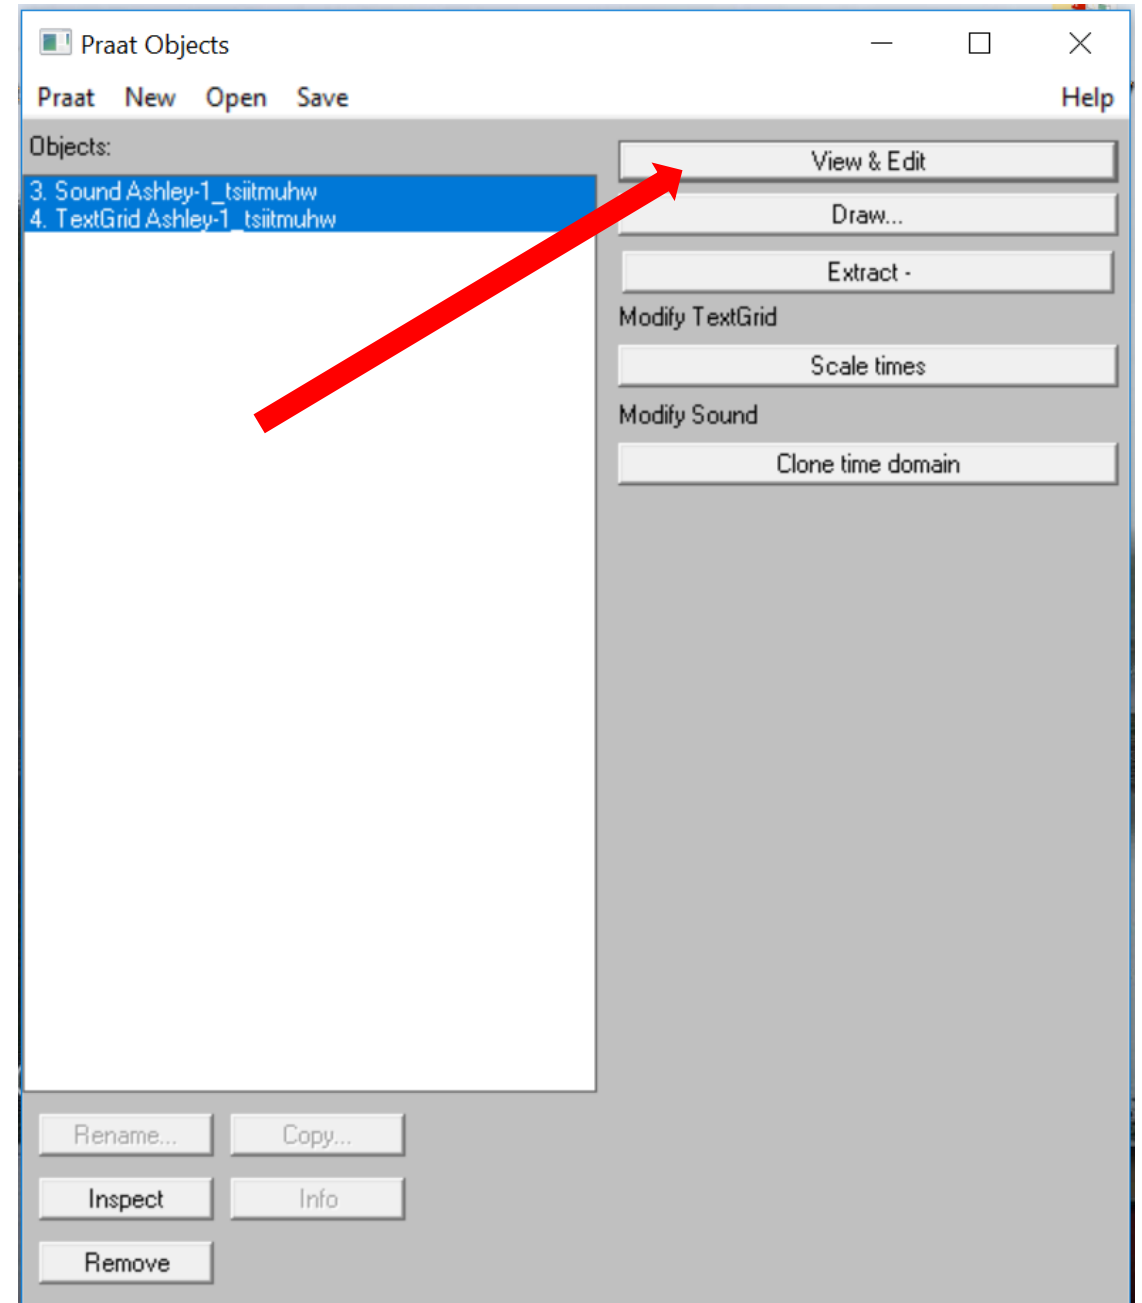 Praat Objects
Praat New Open Save Help
Objects:
3. Sound Ashley-1_tsiitmuhw
4. TextGrid Ashley-1_tsiitmuhw
View & Edit
Draw...
Extract -
Modify TextGrid
Scale times
Modify Sound
Clone time domain
Rename... Copy...
Inspect Info
Remove